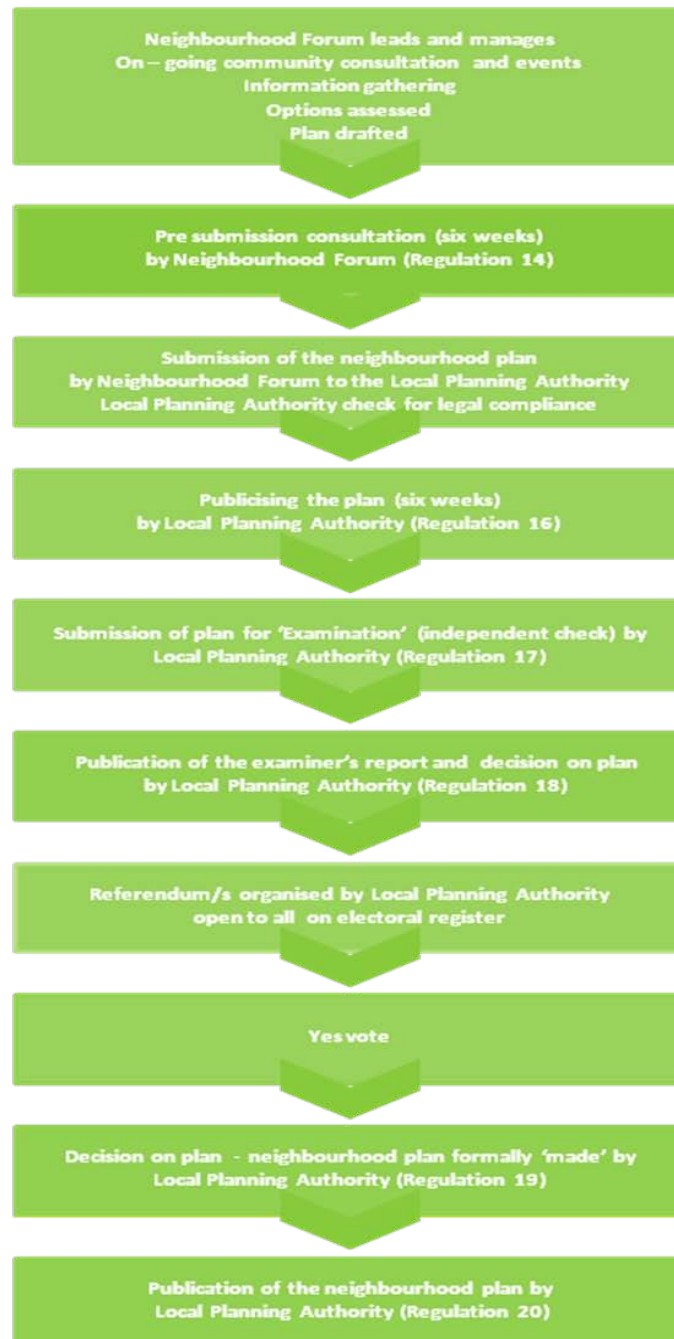 Neighbourhood Forum leads and manages
On – going community consultation and events
Information gathering
Options assessed
Plan drafted
Pre submission consultation (six weeks)
by Neighbourhood Forum (Regulation 14)
Submission of the neighbourhood plan
by Neighbourhood Forum to the Local Planning Authority
Local Planning Authority check for legal compliance
Publicising the plan (six weeks)
by Local Planning Authority (Regulation 16)
Submission of plan for ‘Examination’ (independent check) by
Local Planning Authority (Regulation 17)
Publication of the examiner’s report and decision on plan
by Local Planning Authority (Regulation 18)
Referendum/s organised by Local Planning Authority
open to all on electoral register
Yes vote
Decision on plan - neighbourhood plan formally ‘made’ by
Local Planning Authority (Regulation 19)
Publication of the neighbourhood plan by
Local Planning Authority (Regulation 20)